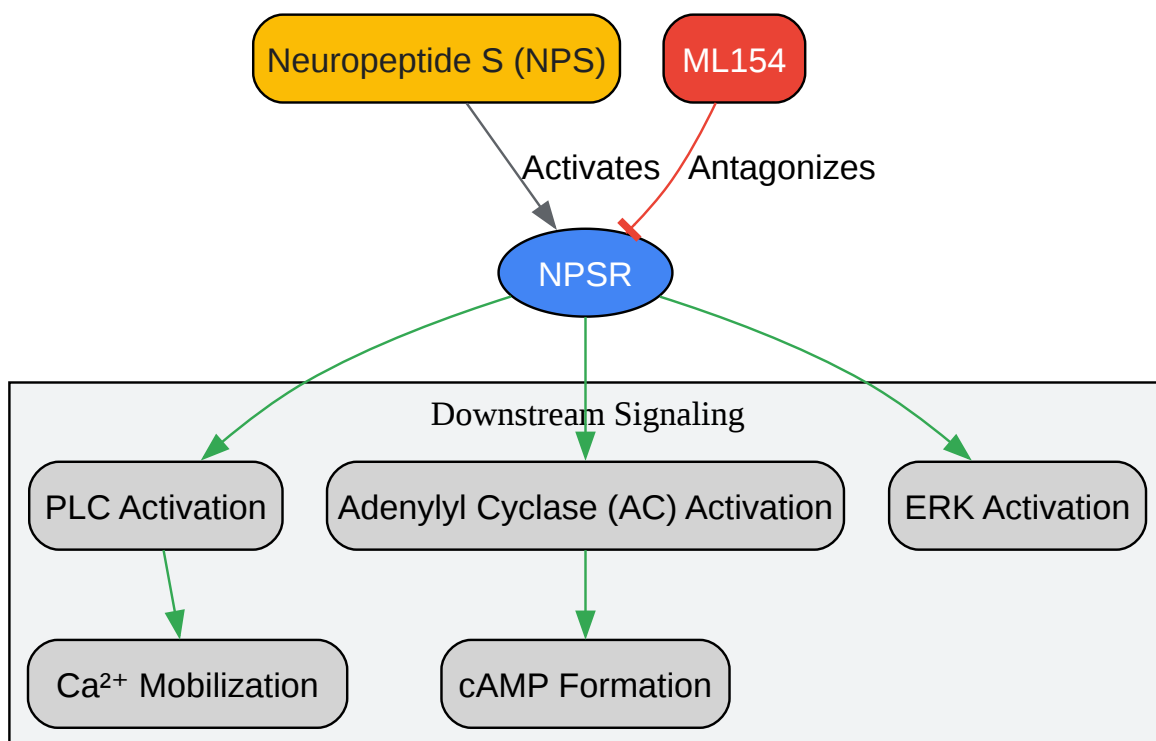 Neuropeptide S (NPS)
ML154
Activates
Antagonizes
NPSR
Downstream Signaling
PLC Activation
Adenylyl Cyclase (AC) Activation
ERK Activation
Ca²⁺ Mobilization
cAMP Formation